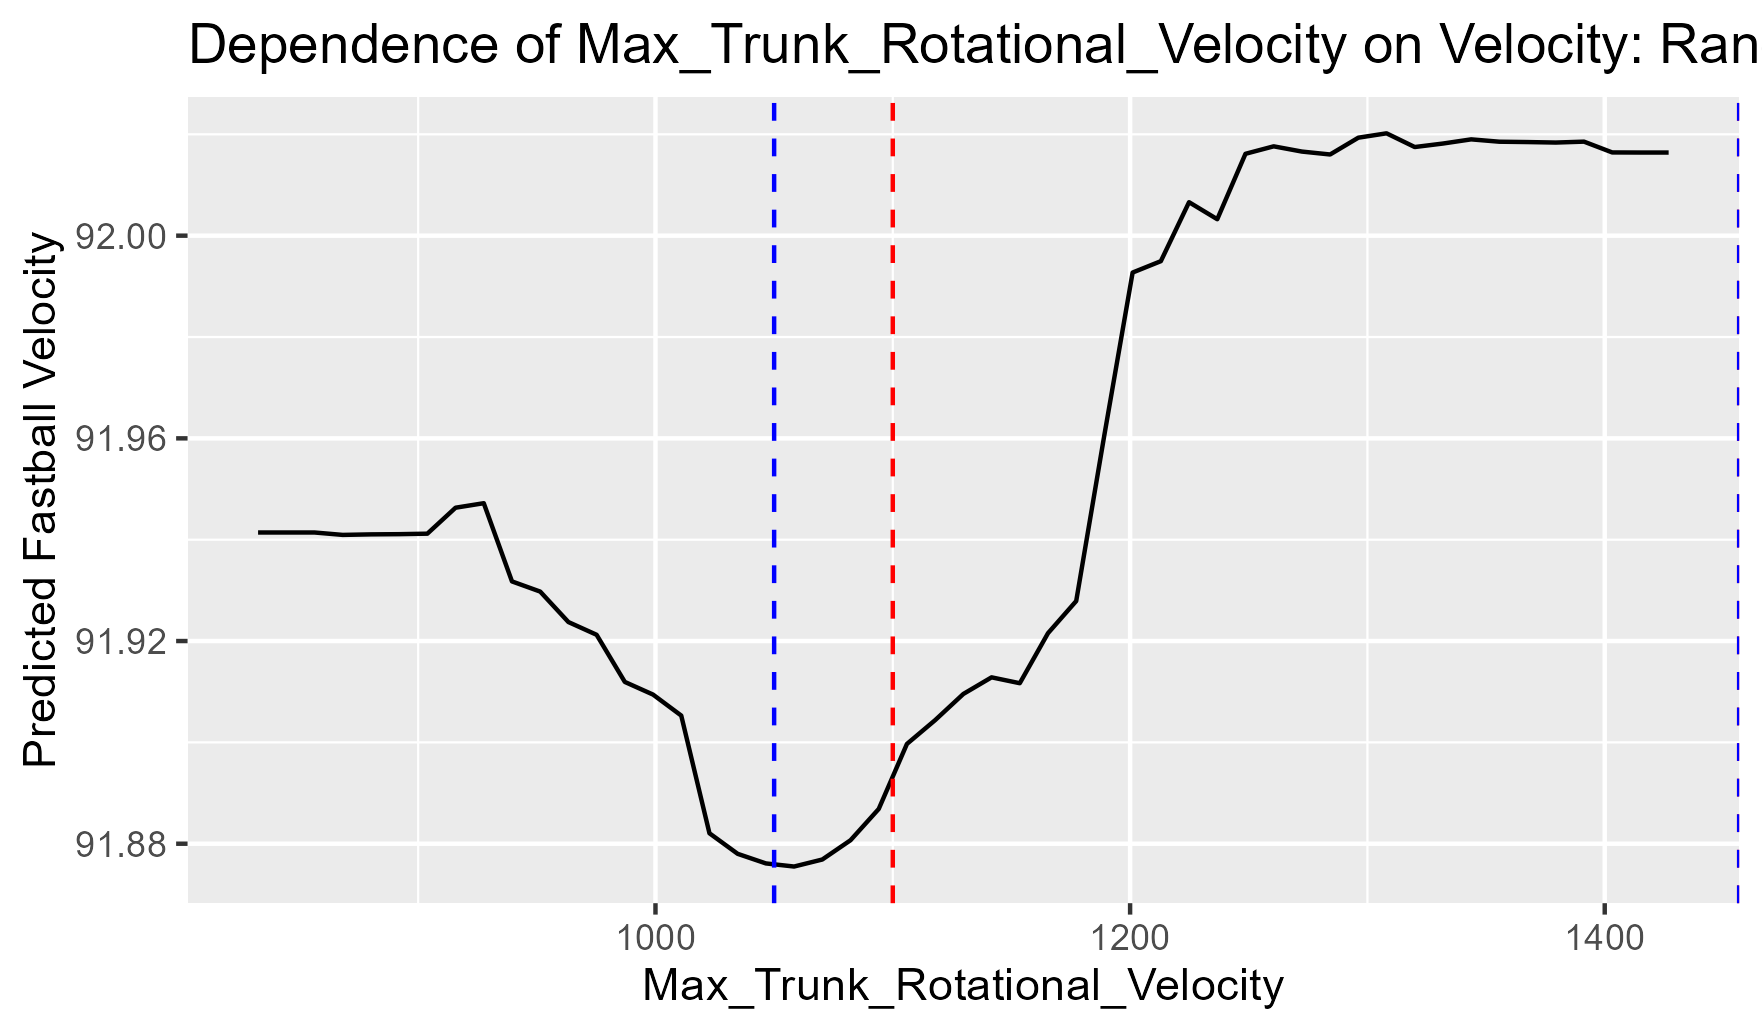 Dependence of Max_Trunk_Rotational_Velocity on Velocity: Ran
Predicted Fastball Velocity
92.00
91.96
91.92
91.88
1000
1200
1400
Max_Trunk_Rotational_Velocity